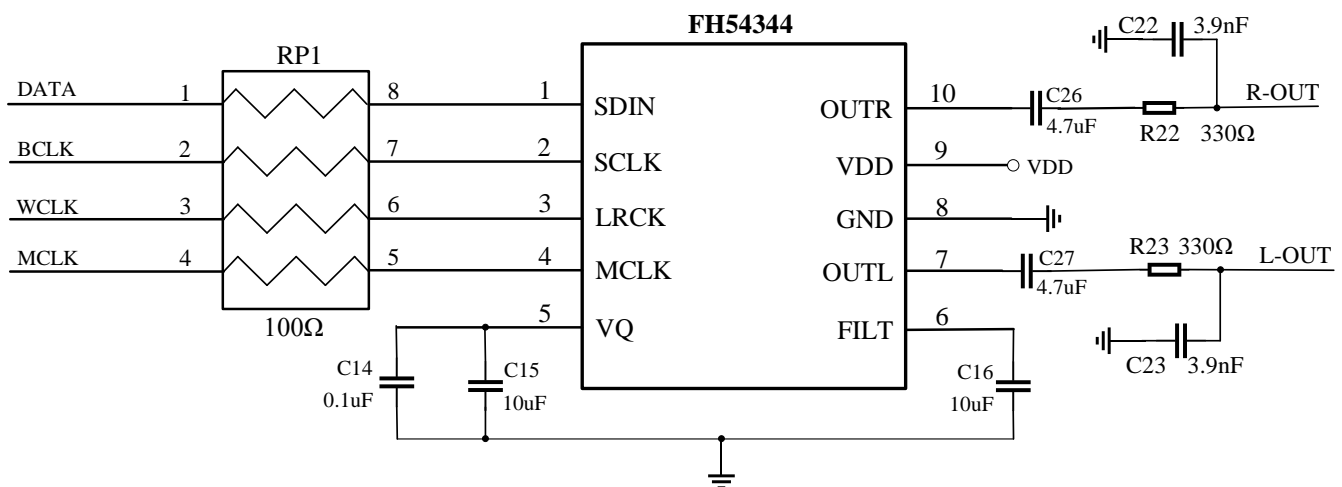 FH54344
C22 3.9nF
RP1
DATA 1 8 1 SDIN OUTR 10 C26 4.7uF R22 330Ω R-OUT
BCLK 2 7 2 SCLK VDD 9 VDD
WCLK 3 6 3 LRCK GND 8
MCLK 4 5 4 MCLK OUTL 7 C27 4.7uF R23 330Ω L-OUT
100Ω 5 VQ FILT 6
C23 3.9nF
C14 0.1uF C15 10uF C16 10uF